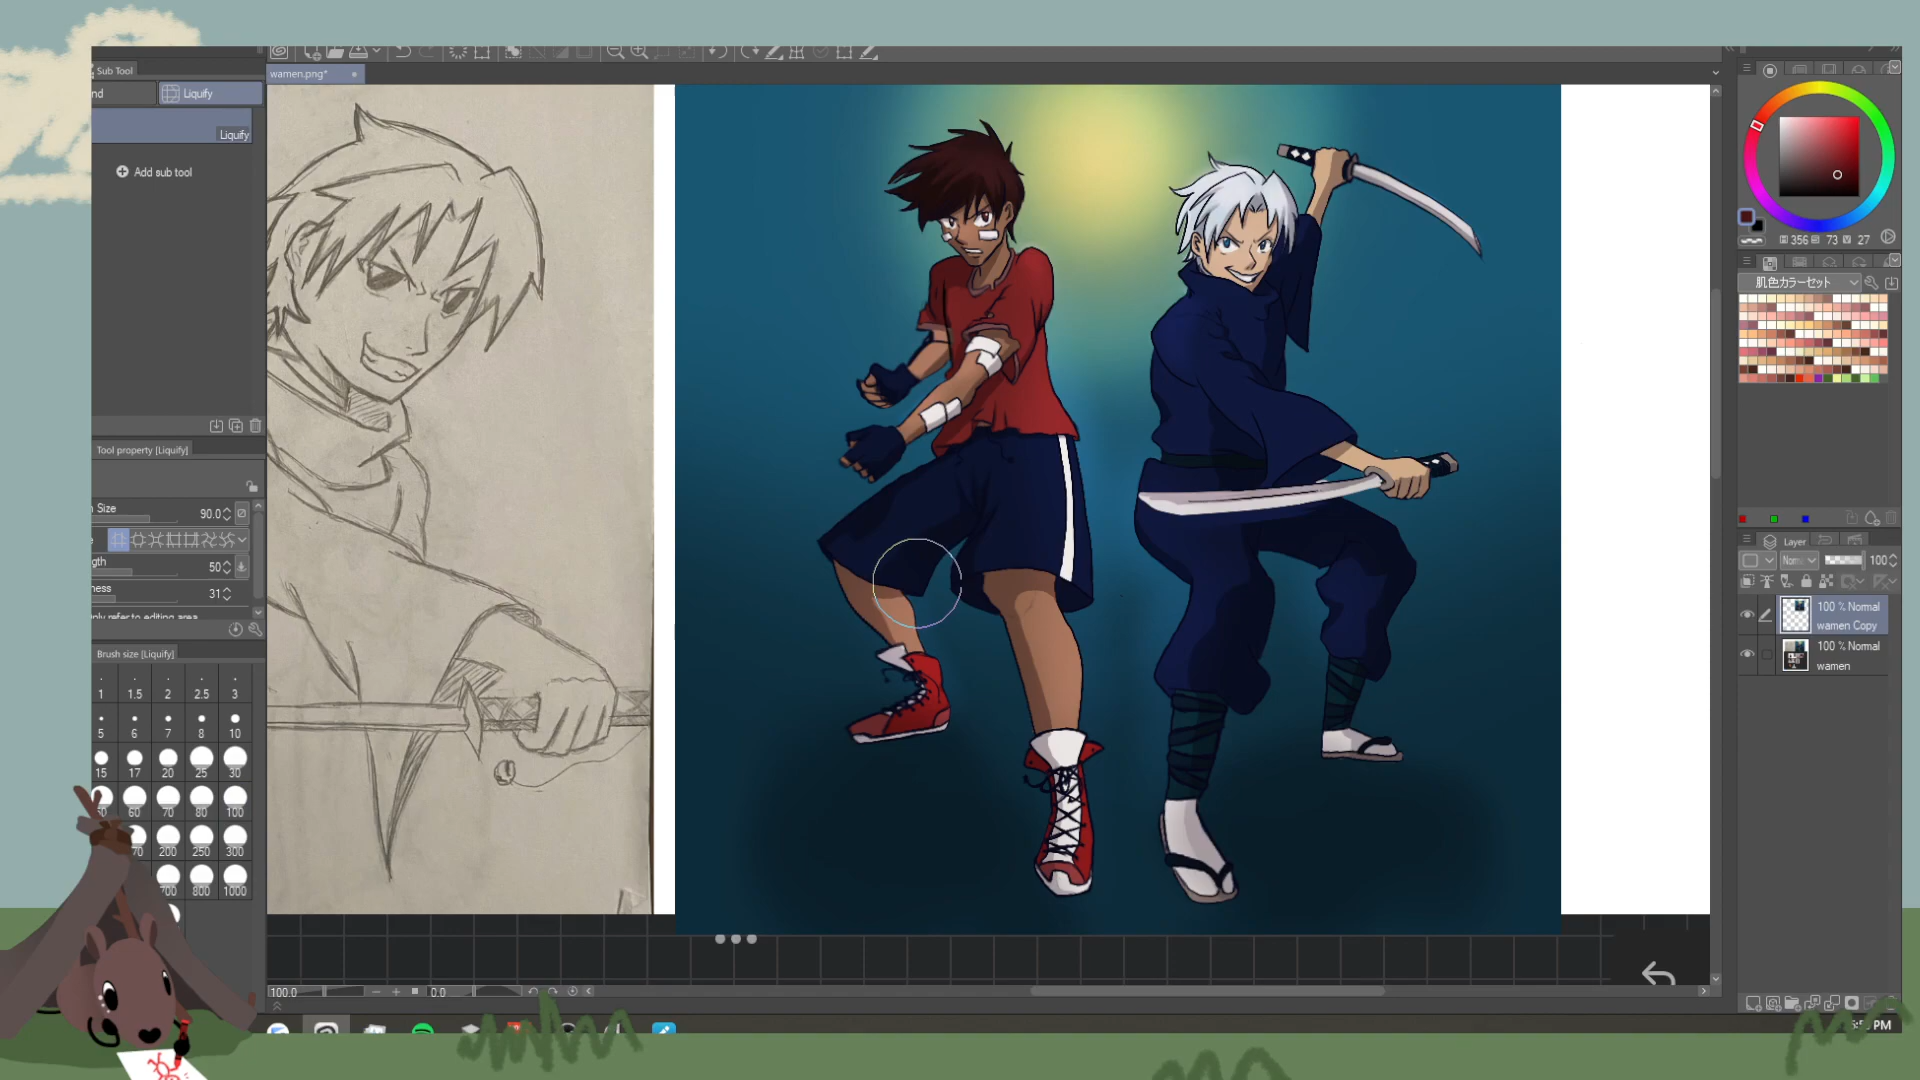 Sub Tool
nd
Liquify
Liquify
Add sub tool
Tool property [Liquify]
Size
90.0
50
31
Brush size [Liquify]
1 1.5 2 2.5 3
5 6 7 8 10
15 17 20 25 30
60 70 80 100
200 250 300
700 800 1000
wamen.png*
100.0
0.0
356 73 27
肌色カラーセット
Layer
100
100 % Normal
wamen Copy
100 % Normal
wamen
PM